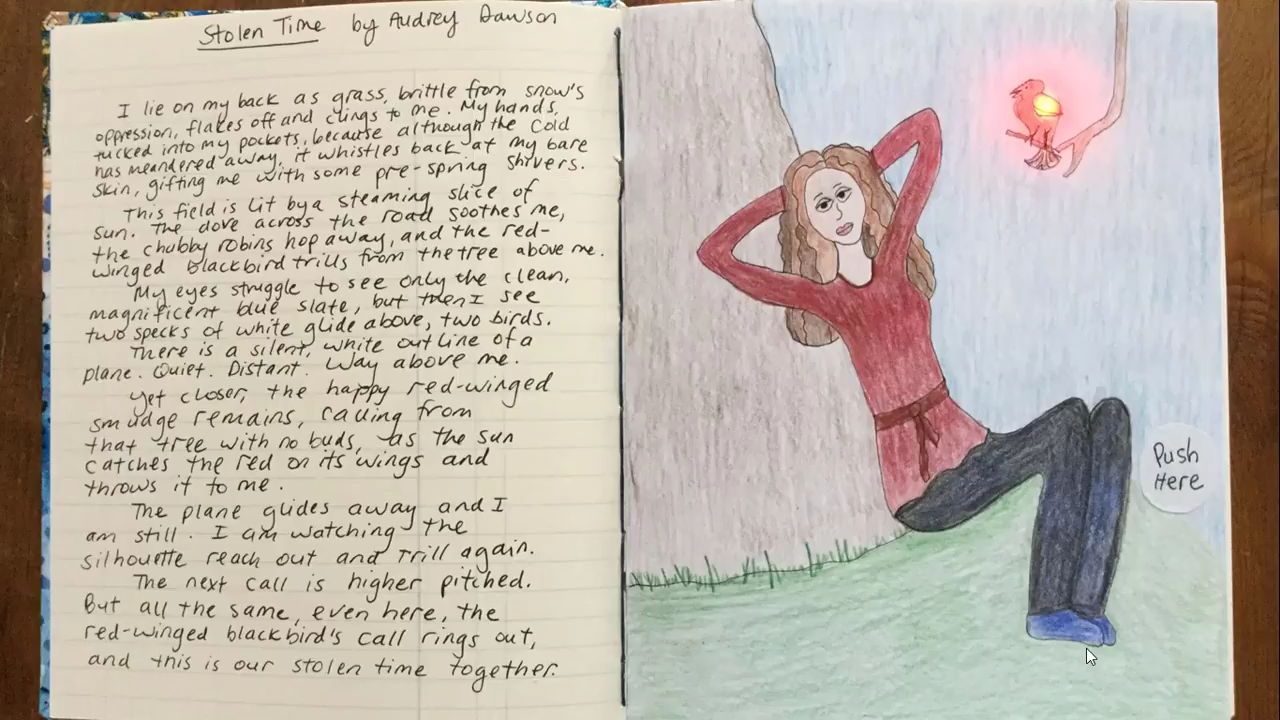 Stolen Time by Audrey Dawson
I lie on my back as grass, brittle from snow's
oppression, flakes off and clings to me. My hands,
tucked into my pockets, because although the cold
has meandered away, it whistles back at my bare
skin, gifting me with some pre-spring shivers.
This field is lit by a steaming slice of
sun. The dove across the road soothes me,
the chubby robins hop away, and the red-
winged blackbird trills from the tree above me.
My eyes struggle to see only the clean,
magnificent blue slate, but then I see
two specks of white glide above, two birds.
There is a silent, white outline of a
plane. Quiet. Distant. Way above me.
Yet closer, the happy red-winged
smudge remains, calling from
that tree with no buds, as the sun
catches the red on its wings and
throws it to me.
The plane glides away and I
am still. I am watching the
silhouette reach out and trill again.
The next call is higher pitched.
But all the same, even here, the
red-winged blackbird's call rings out,
and this is our stolen time together.
Push
Here